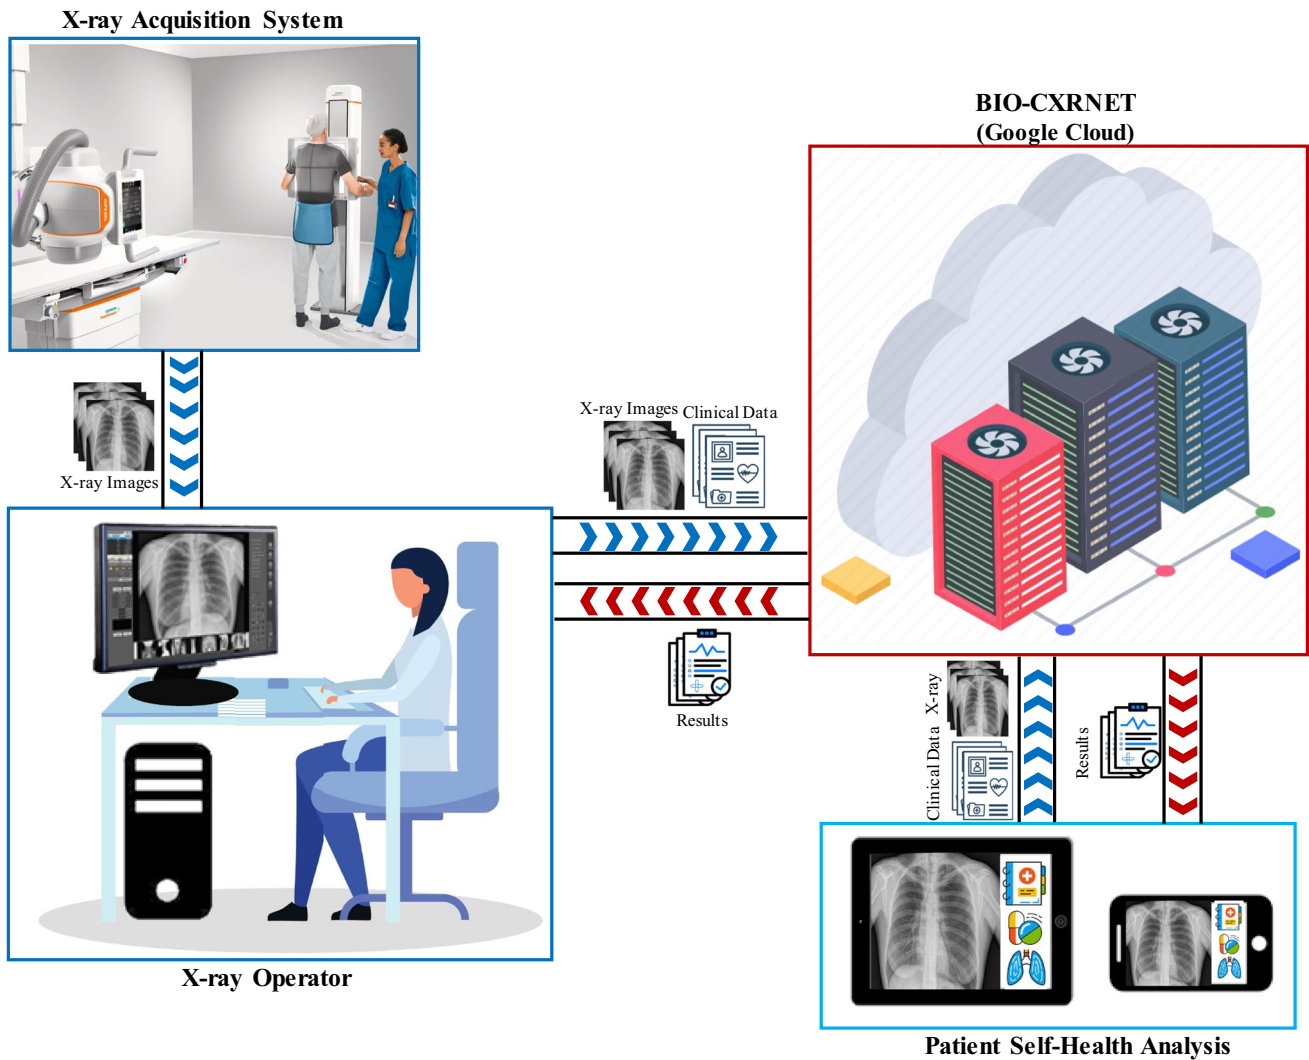 X-ray Acquisition System
BIO-CXRNET
(Google Cloud)
X-ray Images
X-ray Images
Clinical Data
Results
X-ray Operator
Clinical Data X-ray
Results
Patient Self-Health Analysis